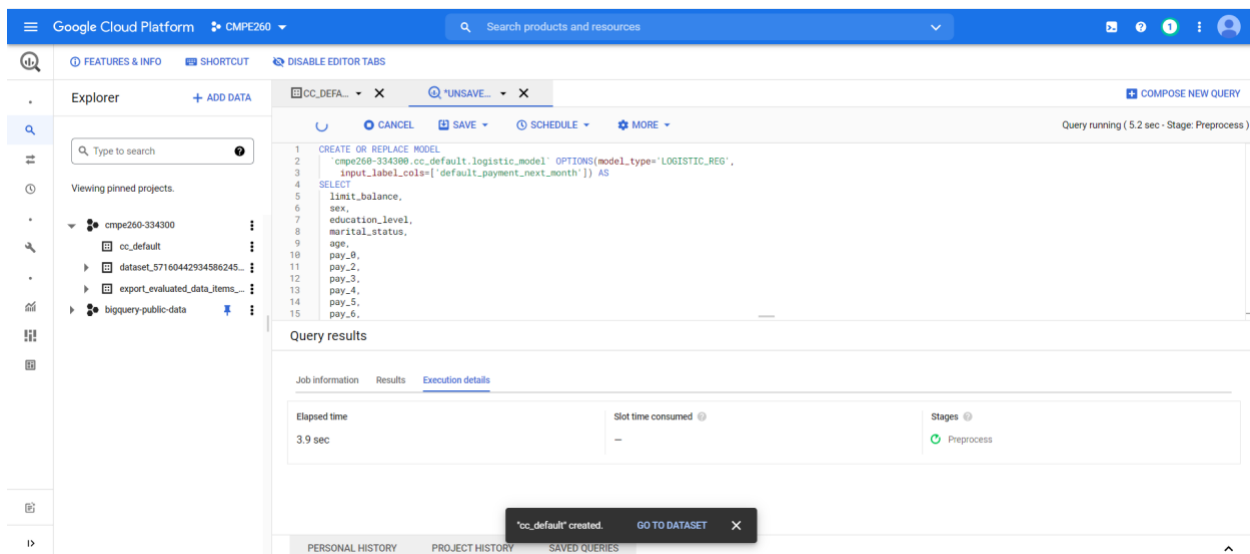 Google Cloud Platform CMPE260 Search products and resources 1
FEATURES & INFO SHORTCUT DISABLE EDITOR TABS
Explorer + ADD DATA
Type to search
Viewing pinned projects.
cmpe260-334300
cc_default
dataset_57160442934586245...
export_evaluated_data_items_...
bigquery-public-data
CC_DEFA... *UNSAVE... COMPOSE NEW QUERY
CANCEL SAVE SCHEDULE MORE Query running ( 5.2 sec - Stage: Preprocess )
1 CREATE OR REPLACE MODEL
2 `cmpe260-334300.cc_default.logistic_model` OPTIONS(model_type='LOGISTIC_REG',
3 input_label_cols=['default_payment_next_month']) AS
4 SELECT
5 limit_balance,
6 sex,
7 education_level,
8 marital_status,
9 age,
10 pay_0,
11 pay_2,
12 pay_3,
13 pay_4,
14 pay_5,
15 pay_6,
Query results
Job information Results Execution details
Elapsed time Slot time consumed Stages
3.9 sec — Preprocess
"cc_default" created. GO TO DATASET
PERSONAL HISTORY PROJECT HISTORY SAVED QUERIES